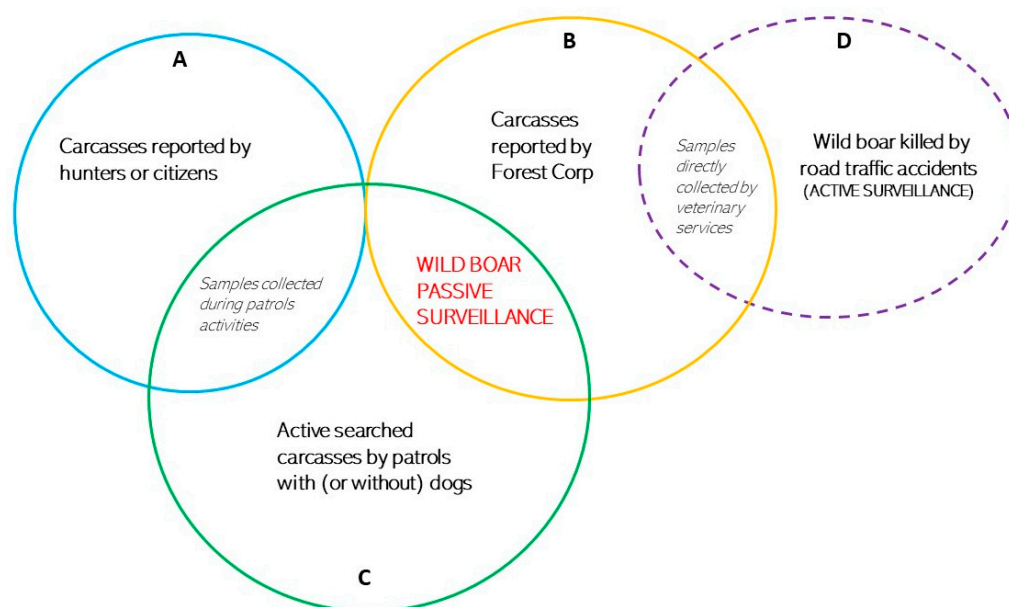 A
Carcasses reported by
hunters or citizens
B
Carcasses
reported by
Forest Corp
D
Wild boar killed by
road traffic accidents
(ACTIVE SURVEILLANCE)
Samples
directly
collected by
veterinary
services
Samples collected
during patrols
activities
WILD BOAR
PASSIVE
SURVEILLANCE
Active searched
carcasses by patrols
with (or without) dogs
C